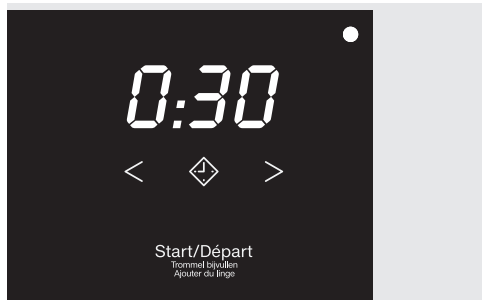 0:30
< >
Start/Départ
Trommel bijvullen
Ajouter du linge